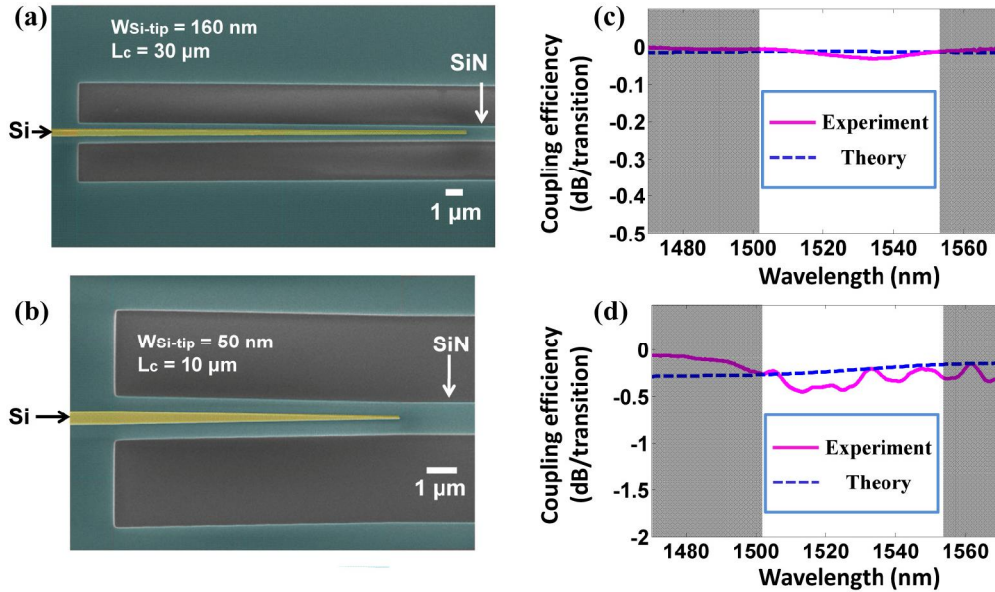 (a)
WSi-tip = 160 nm
Lc = 30 µm
SiN
Si
1 µm
(b)
WSi-tip = 50 nm
Lc = 10 µm
SiN
Si
1 µm
(c)
Coupling efficiency
(dB/transition)
0
-0.1
-0.2
-0.3
-0.4
-0.5
Experiment
Theory
1480 1500 1520 1540 1560
Wavelength (nm)
(d)
Coupling efficiency
(dB/transition)
0
-0.5
-1
-1.5
-2
Experiment
Theory
1480 1500 1520 1540 1560
Wavelength (nm)